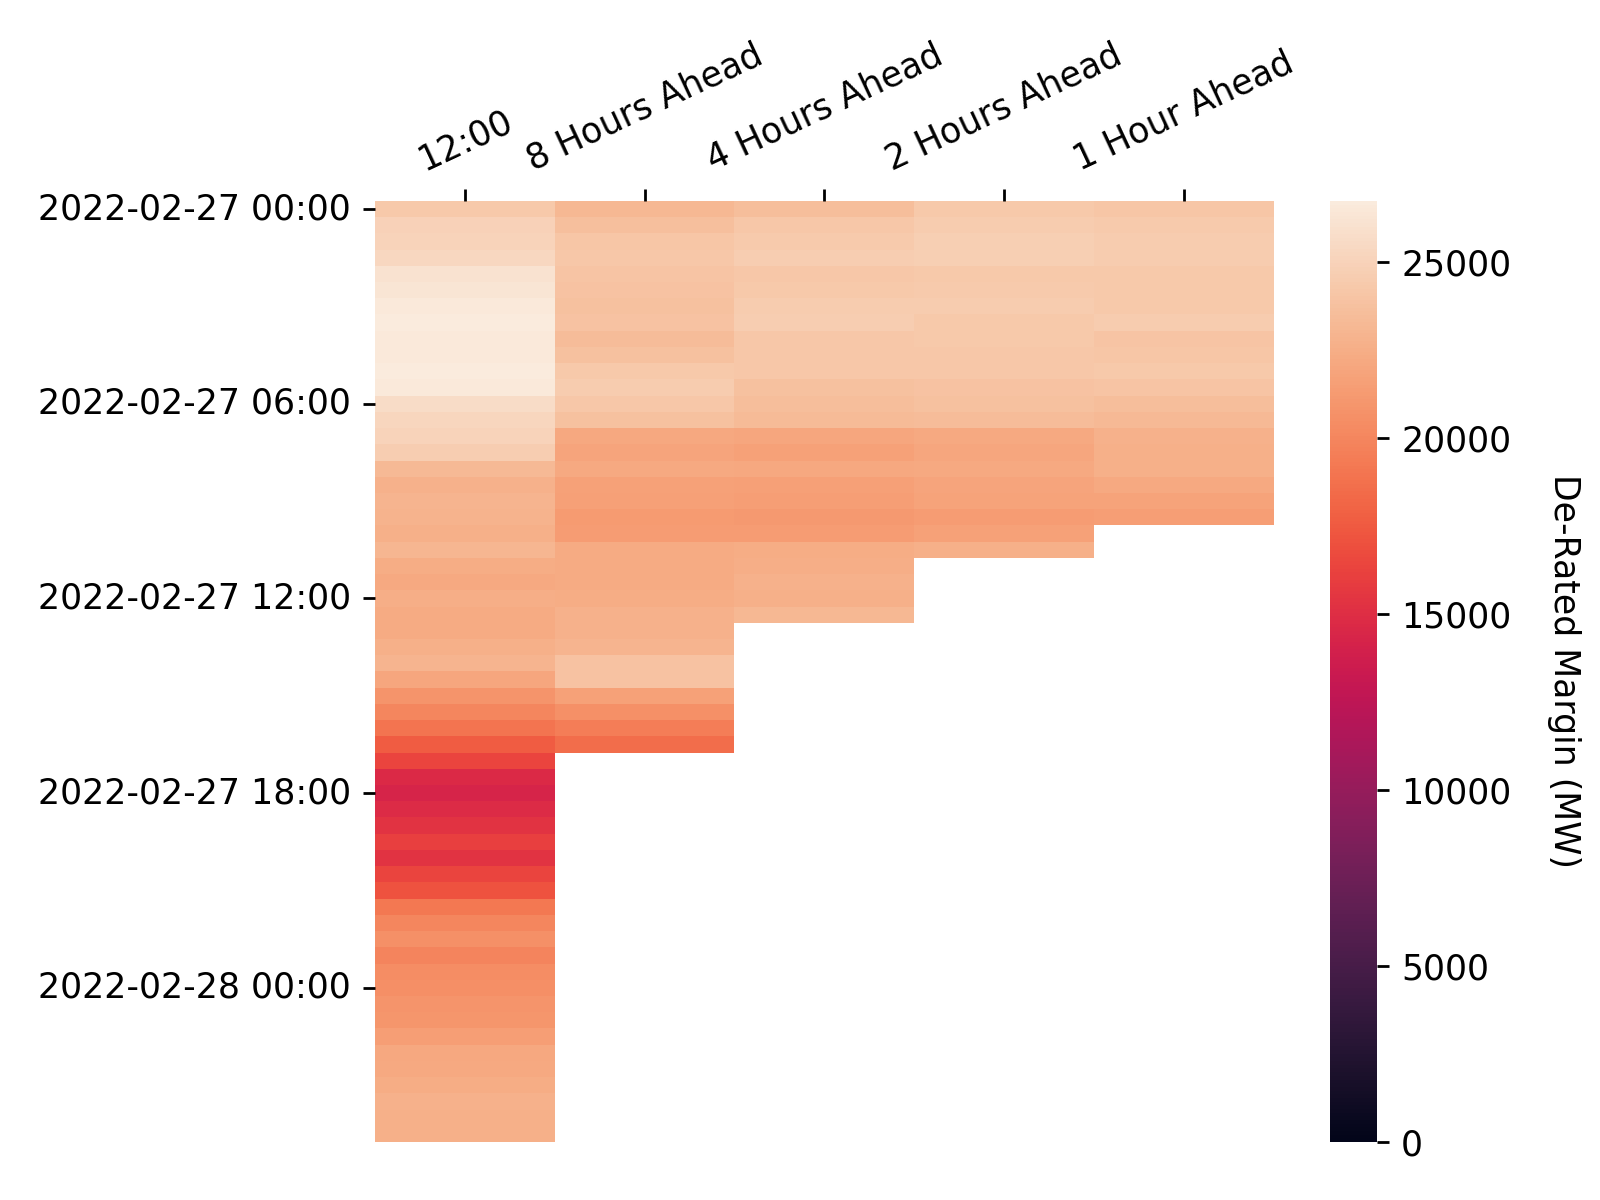 12:00
8 Hours Ahead
4 Hours Ahead
2 Hours Ahead
1 Hour Ahead
2022-02-27 00:00
2022-02-27 06:00
2022-02-27 12:00
2022-02-27 18:00
2022-02-28 00:00
25000
20000
15000
10000
5000
0
De-Rated Margin (MW)